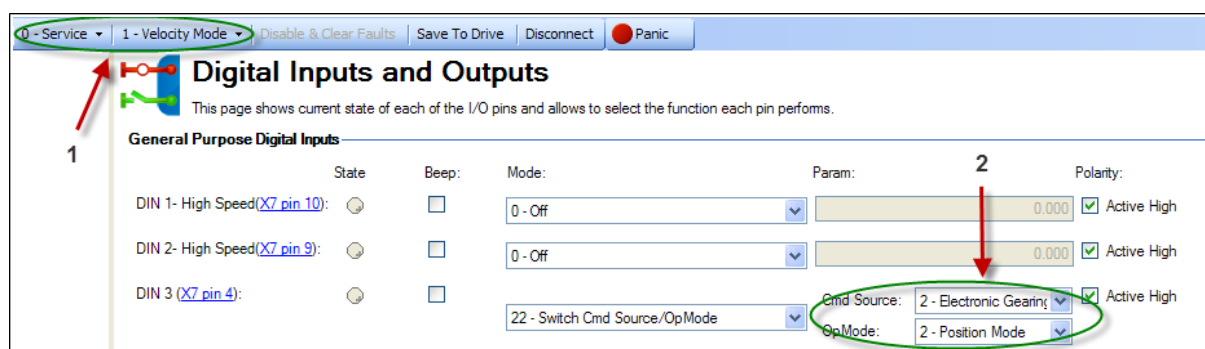 0 - Service 1 - Velocity Mode Disable & Clear Faults Save To Drive Disconnect Panic
Digital Inputs and Outputs
This page shows current state of each of the I/O pins and allows to select the function each pin performs.
1
General Purpose Digital Inputs
2
State Beep: Mode: Param: Polarity:
DIN 1- High Speed(X7 pin 10): 0 - Off 0.000 Active High
DIN 2- High Speed(X7 pin 9): 0 - Off 0.000 Active High
DIN 3 (X7 pin 4): 22 - Switch Cmd Source/OpMode Cmd Source: 2 - Electronic Gearing Active High
OpMode: 2 - Position Mode